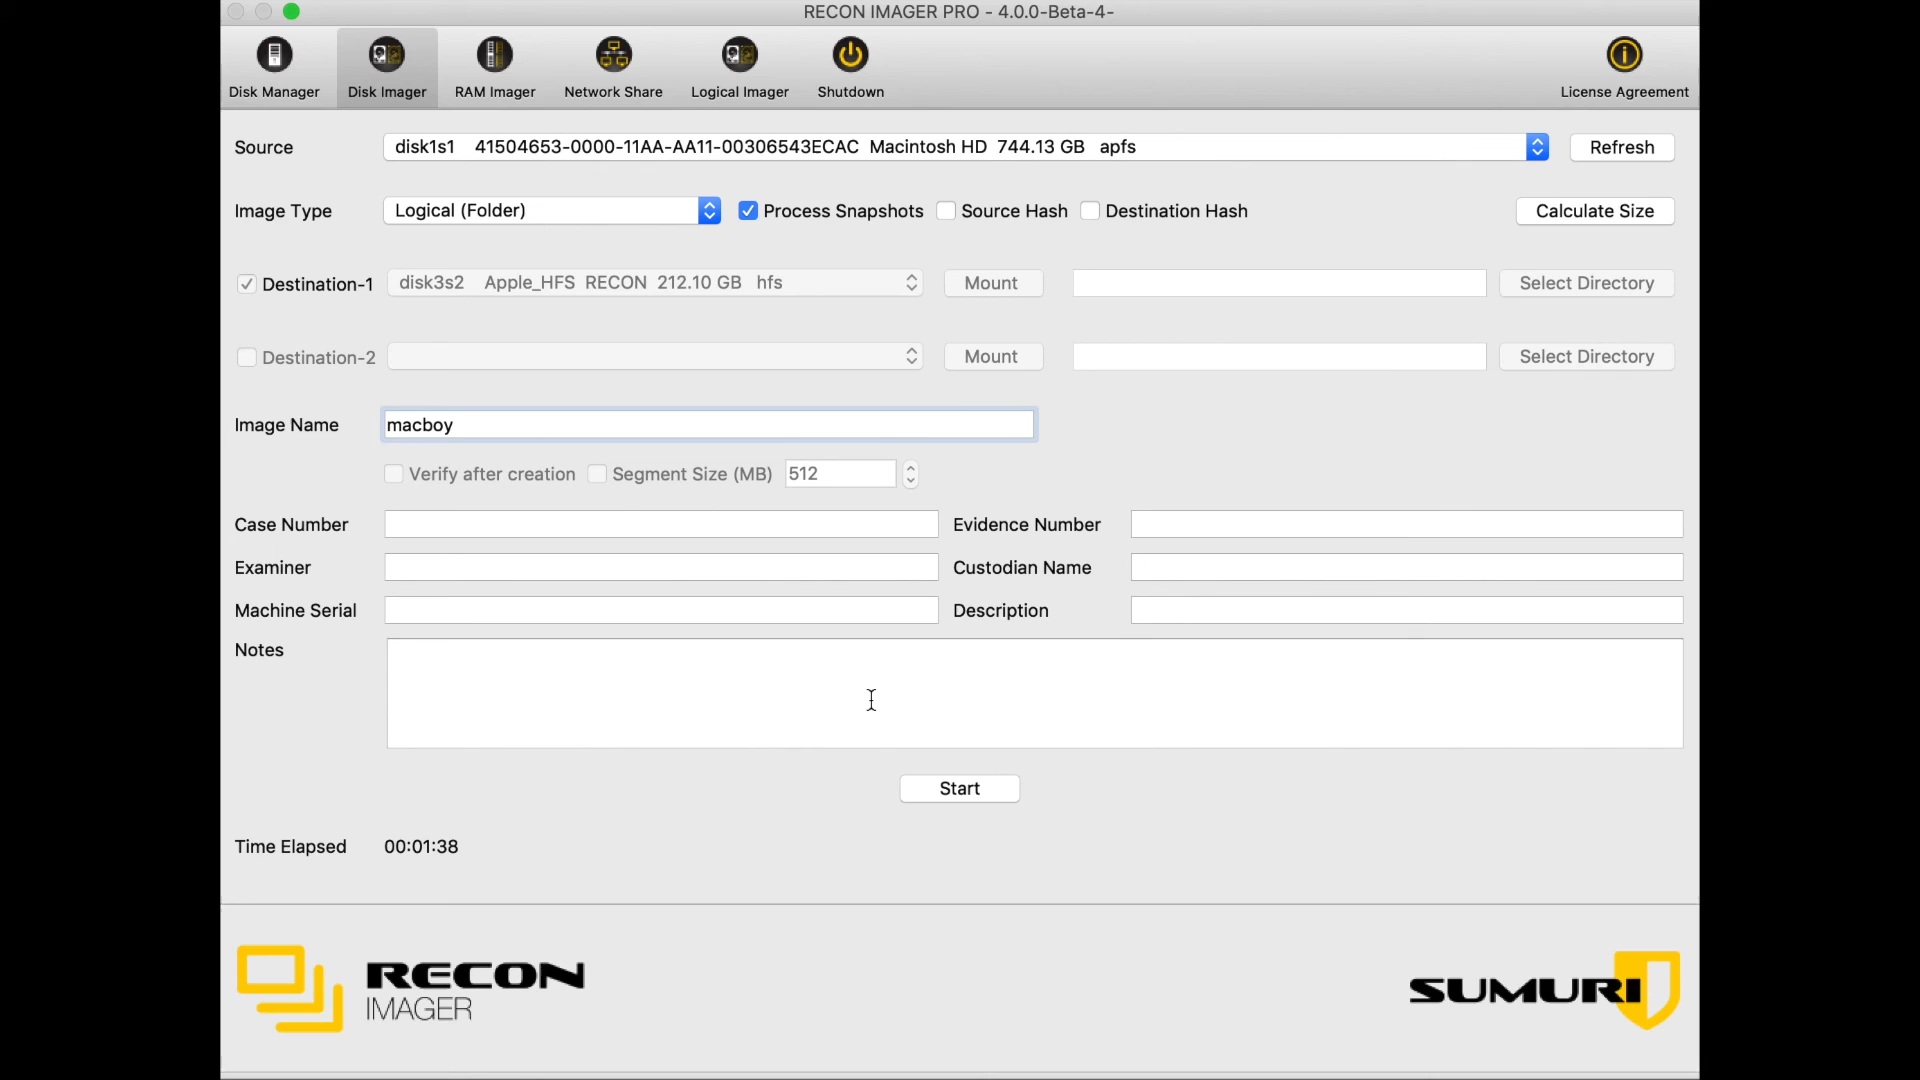 RECON IMAGER PRO - 4.0.0-Beta-4-
Disk Manager Disk Imager RAM Imager Network Share Logical Imager Shutdown License Agreement
Source disk1s1 41504653-0000-11AA-AA11-00306543ECAC Macintosh HD 744.13 GB apfs Refresh
Image Type Logical (Folder) Process Snapshots Source Hash Destination Hash Calculate Size
Destination-1 disk3s2 Apple_HFS RECON 212.10 GB hfs Mount Select Directory
Destination-2 Mount Select Directory
Image Name macboy
Verify after creation Segment Size (MB) 512
Case Number Evidence Number
Examiner Custodian Name
Machine Serial Description
Notes
Start
Time Elapsed 00:01:38
RECON
IMAGER
SUMURI